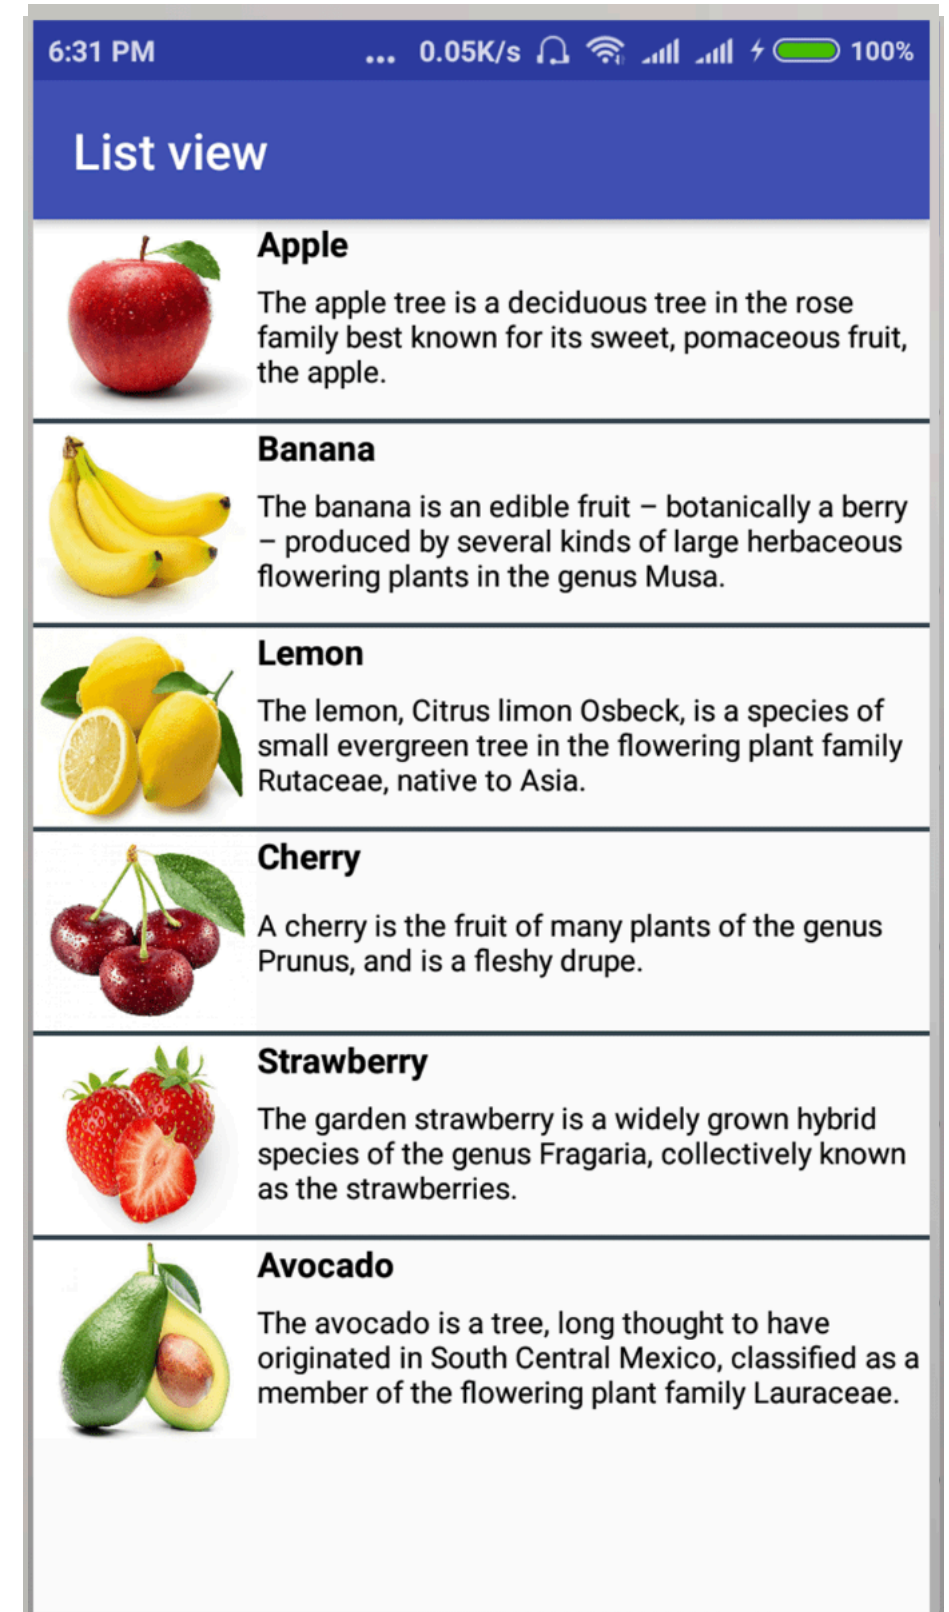 6:31 PM ... 0.05K/s 100%
List view
Apple
The apple tree is a deciduous tree in the rose
family best known for its sweet, pomaceous fruit,
the apple.
Banana
The banana is an edible fruit – botanically a berry
– produced by several kinds of large herbaceous
flowering plants in the genus Musa.
Lemon
The lemon, Citrus limon Osbeck, is a species of
small evergreen tree in the flowering plant family
Rutaceae, native to Asia.
Cherry
A cherry is the fruit of many plants of the genus
Prunus, and is a fleshy drupe.
Strawberry
The garden strawberry is a widely grown hybrid
species of the genus Fragaria, collectively known
as the strawberries.
Avocado
The avocado is a tree, long thought to have
originated in South Central Mexico, classified as a
member of the flowering plant family Lauraceae.